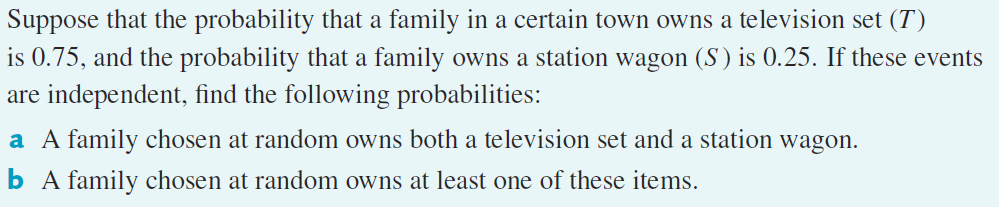 Suppose that the probability that a family in a certain town owns a television set (T)
is 0.75, and the probability that a family owns a station wagon (S) is 0.25. If these events
are independent, find the following probabilities:
a A family chosen at random owns both a television set and a station wagon.
b A family chosen at random owns at least one of these items.